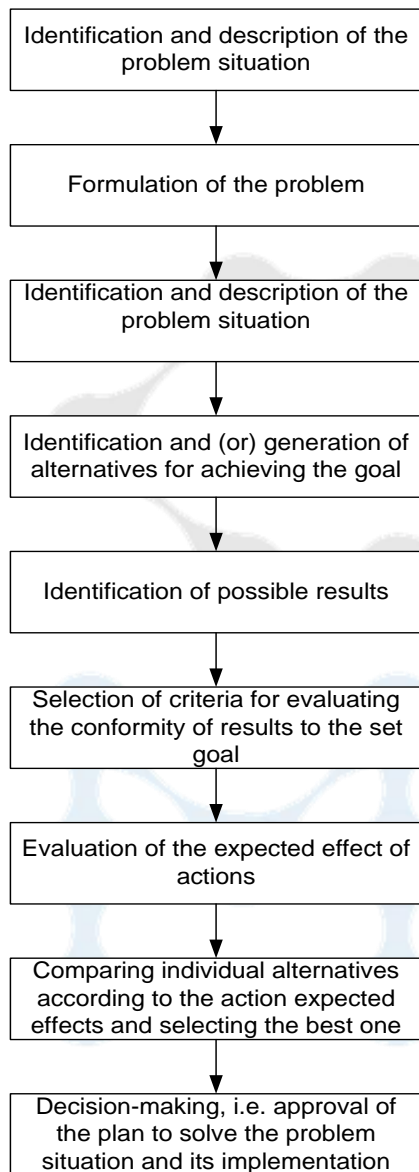 Identification and description of the
problem situation
Formulation of the problem
Identification and description of the
problem situation
Identification and (or) generation of
alternatives for achieving the goal
Identification of possible results
Selection of criteria for evaluating
the conformity of results to the set
goal
Evaluation of the expected effect of
actions
Comparing individual alternatives
according to the action expected
effects and selecting the best one
Decision-making, i.e. approval of
the plan to solve the problem
situation and its implementation